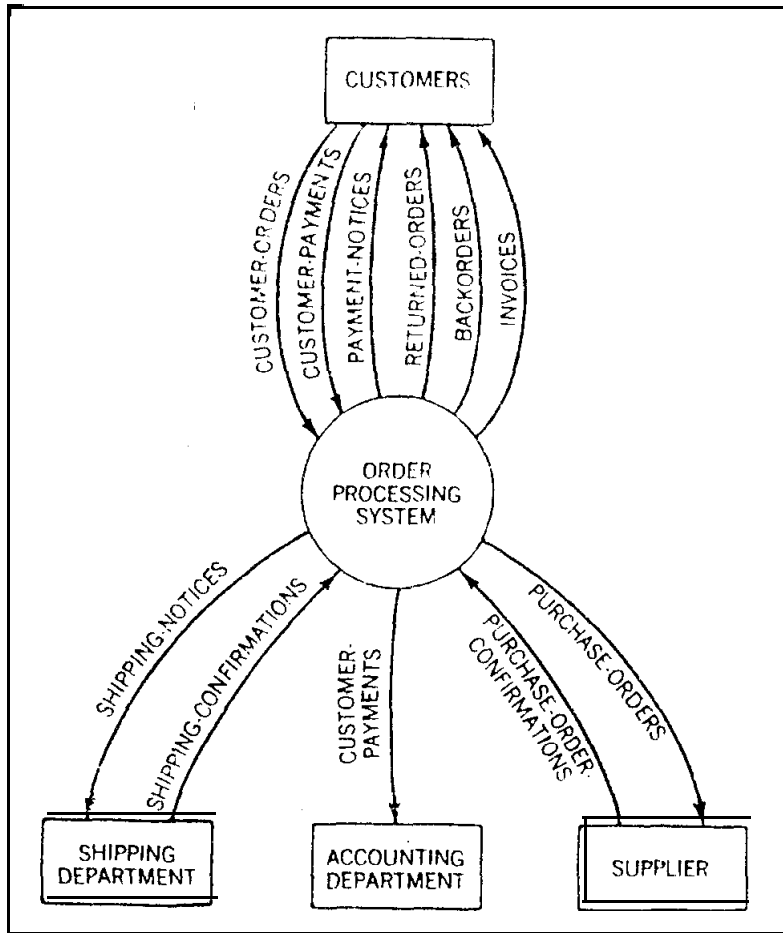 CUSTOMERS
CUSTOMER-ORDERS
CUSTOMER-PAYMENTS
PAYMENT-NOTICES
RETURNED-ORDERS
BACKORDERS
INVOICES
ORDER
PROCESSING
SYSTEM
SHIPPING-NOTICES
SHIPPING-CONFIRMATIONS
CUSTOMER-
PAYMENTS
PURCHASE-ORDER-
CONFIRMATIONS
PURCHASE-ORDERS
SHIPPING
DEPARTMENT
ACCOUNTING
DEPARTMENT
SUPPLIER